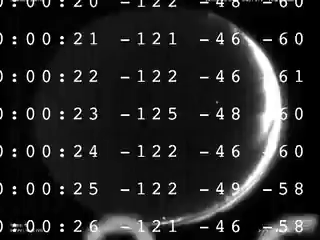 0:00:20 -122 -48 -60
0:00:21 -121 -46 -60
0:00:22 -122 -46 -61
0:00:23 -125 -48 -60
0:00:24 -122 -46 -60
0:00:25 -122 -49 -58
0:00:26 -121 -46 -58